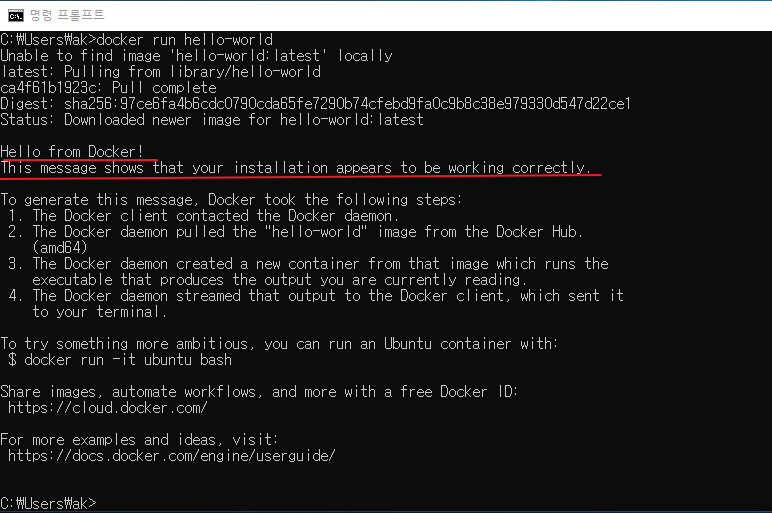 명령 프롬프트
C:₩Users₩ak>docker run hello-world
Unable to find image 'hello-world:latest' locally
latest: Pulling from library/hello-world
ca4f61b1923c: Pull complete
Digest: sha256:97ce6fa4b6cdc0790cda65fe7290b74cfebd9fa0c9b8c38e979330d547d22ce1
Status: Downloaded newer image for hello-world:latest
Hello from Docker!
This message shows that your installation appears to be working correctly.
To generate this message, Docker took the following steps:
1. The Docker client contacted the Docker daemon.
2. The Docker daemon pulled the "hello-world" image from the Docker Hub.
(amd64)
3. The Docker daemon created a new container from that image which runs the
executable that produces the output you are currently reading.
4. The Docker daemon streamed that output to the Docker client, which sent it
to your terminal.
To try something more ambitious, you can run an Ubuntu container with:
$ docker run -it ubuntu bash
Share images, automate workflows, and more with a free Docker ID:
https://cloud.docker.com/
For more examples and ideas, visit:
https://docs.docker.com/engine/userguide/
C:₩Users₩ak>